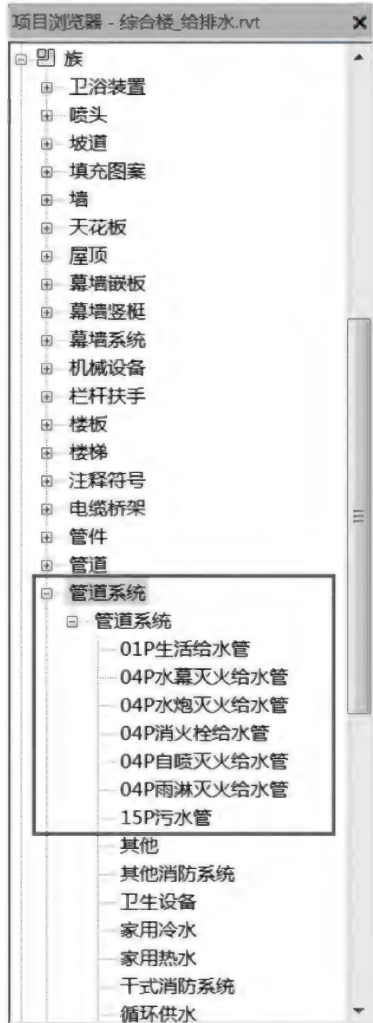 项目浏览器 - 综合楼_给排水.rvt
族
卫浴装置
喷头
坡道
填充图案
墙
天花板
屋顶
幕墙嵌板
幕墙竖梃
幕墙系统
机械设备
栏杆扶手
楼板
楼梯
注释符号
电缆桥架
管件
管道
管道系统
管道系统
01P生活给水管
04P水幕灭火给水管
04P水炮灭火给水管
04P消火栓给水管
04P自喷灭火给水管
04P雨淋灭火给水管
15P污水管
其他
其他消防系统
卫生设备
家用冷水
家用热水
干式消防系统
循环供水